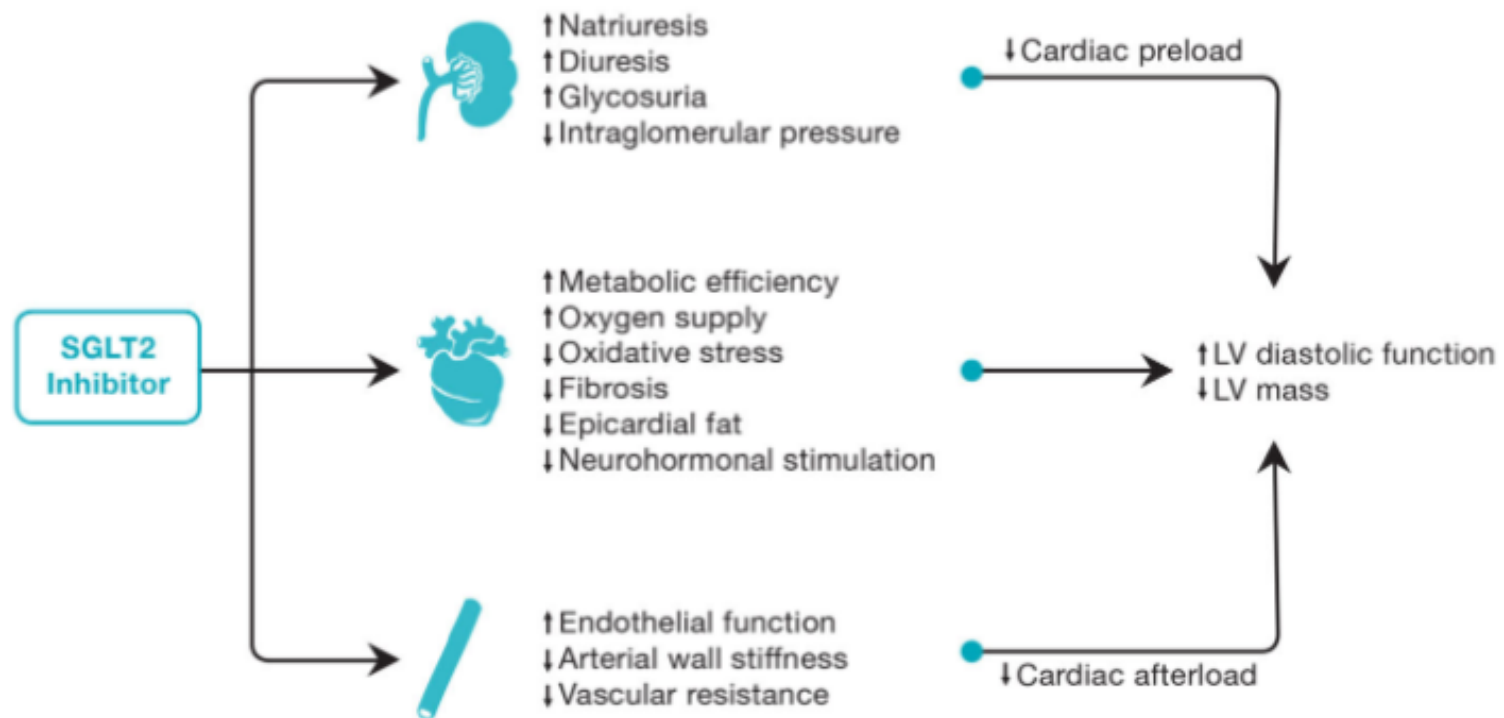 ↑Natriuresis
↑Diuresis
↑Glycosuria
↓Intraglomerular pressure
↓Cardiac preload
SGLT2
Inhibitor
↑Metabolic efficiency
↑Oxygen supply
↓Oxidative stress
↓Fibrosis
↓Epicardial fat
↓Neurohormonal stimulation
↑LV diastolic function
↓LV mass
↑Endothelial function
↓Arterial wall stiffness
↓Vascular resistance
↓Cardiac afterload